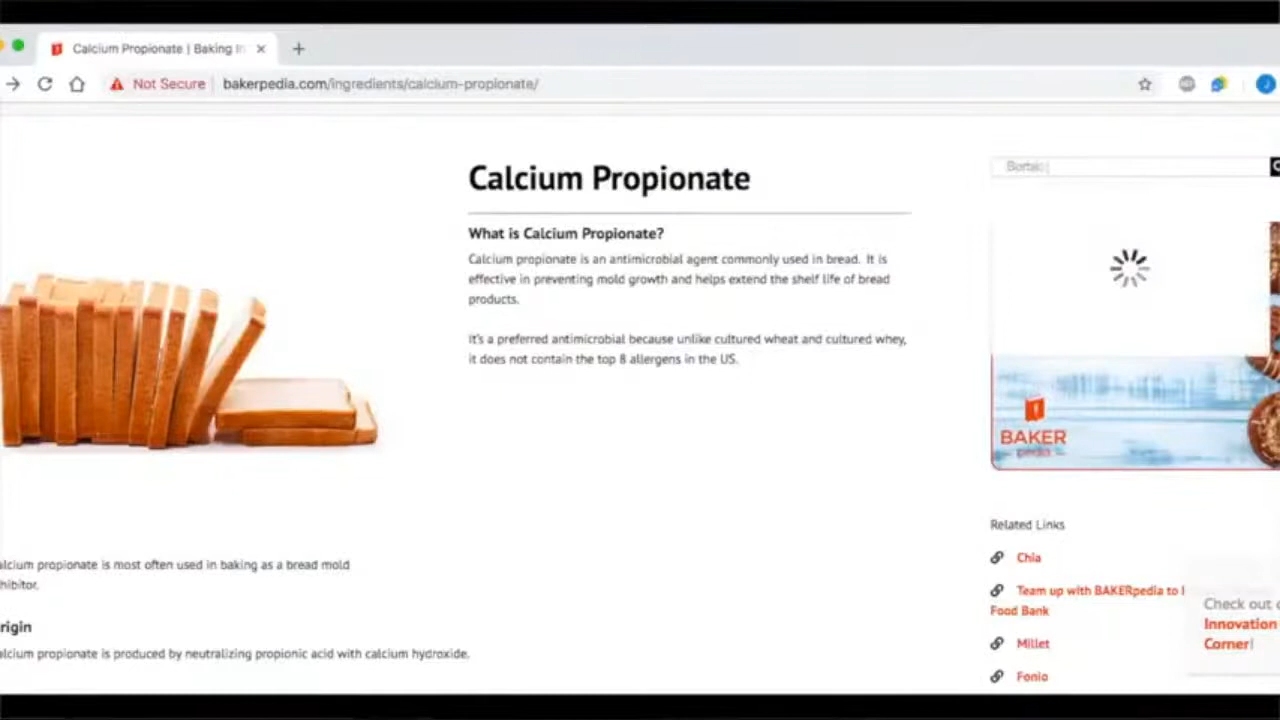 Calcium Propionate | Baking In
Not Secure
bakerpedia.com/ingredients/calcium-propionate/
Calcium Propionate
What is Calcium Propionate?
Calcium propionate is an antimicrobial agent commonly used in bread. It is
effective in preventing mold growth and helps extend the shelf life of bread
products.
It's a preferred antimicrobial because unlike cultured wheat and cultured whey,
it does not contain the top 8 allergens in the US.
BAKER
pedia
alcium propionate is most often used in baking as a bread mold
hibitor.
rigin
alcium propionate is produced by neutralizing propionic acid with calcium hydroxide.
Related Links
Chia
Team up with BAKERpedia to
Food Bank
Millet
Fonio
Check out
Innovation
Corner!
J